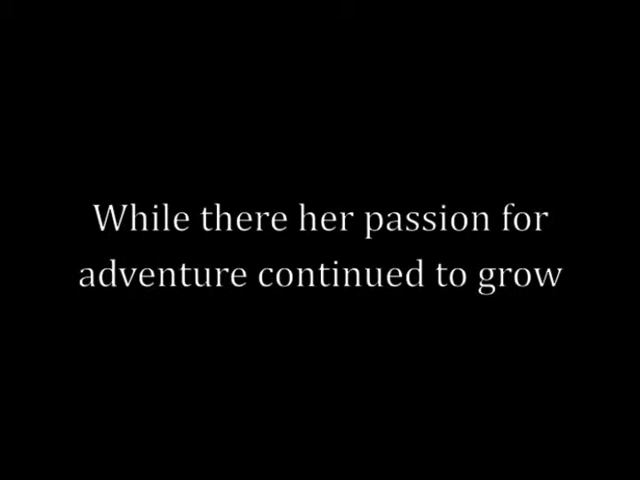 While there her passion for
adventure continued to grow